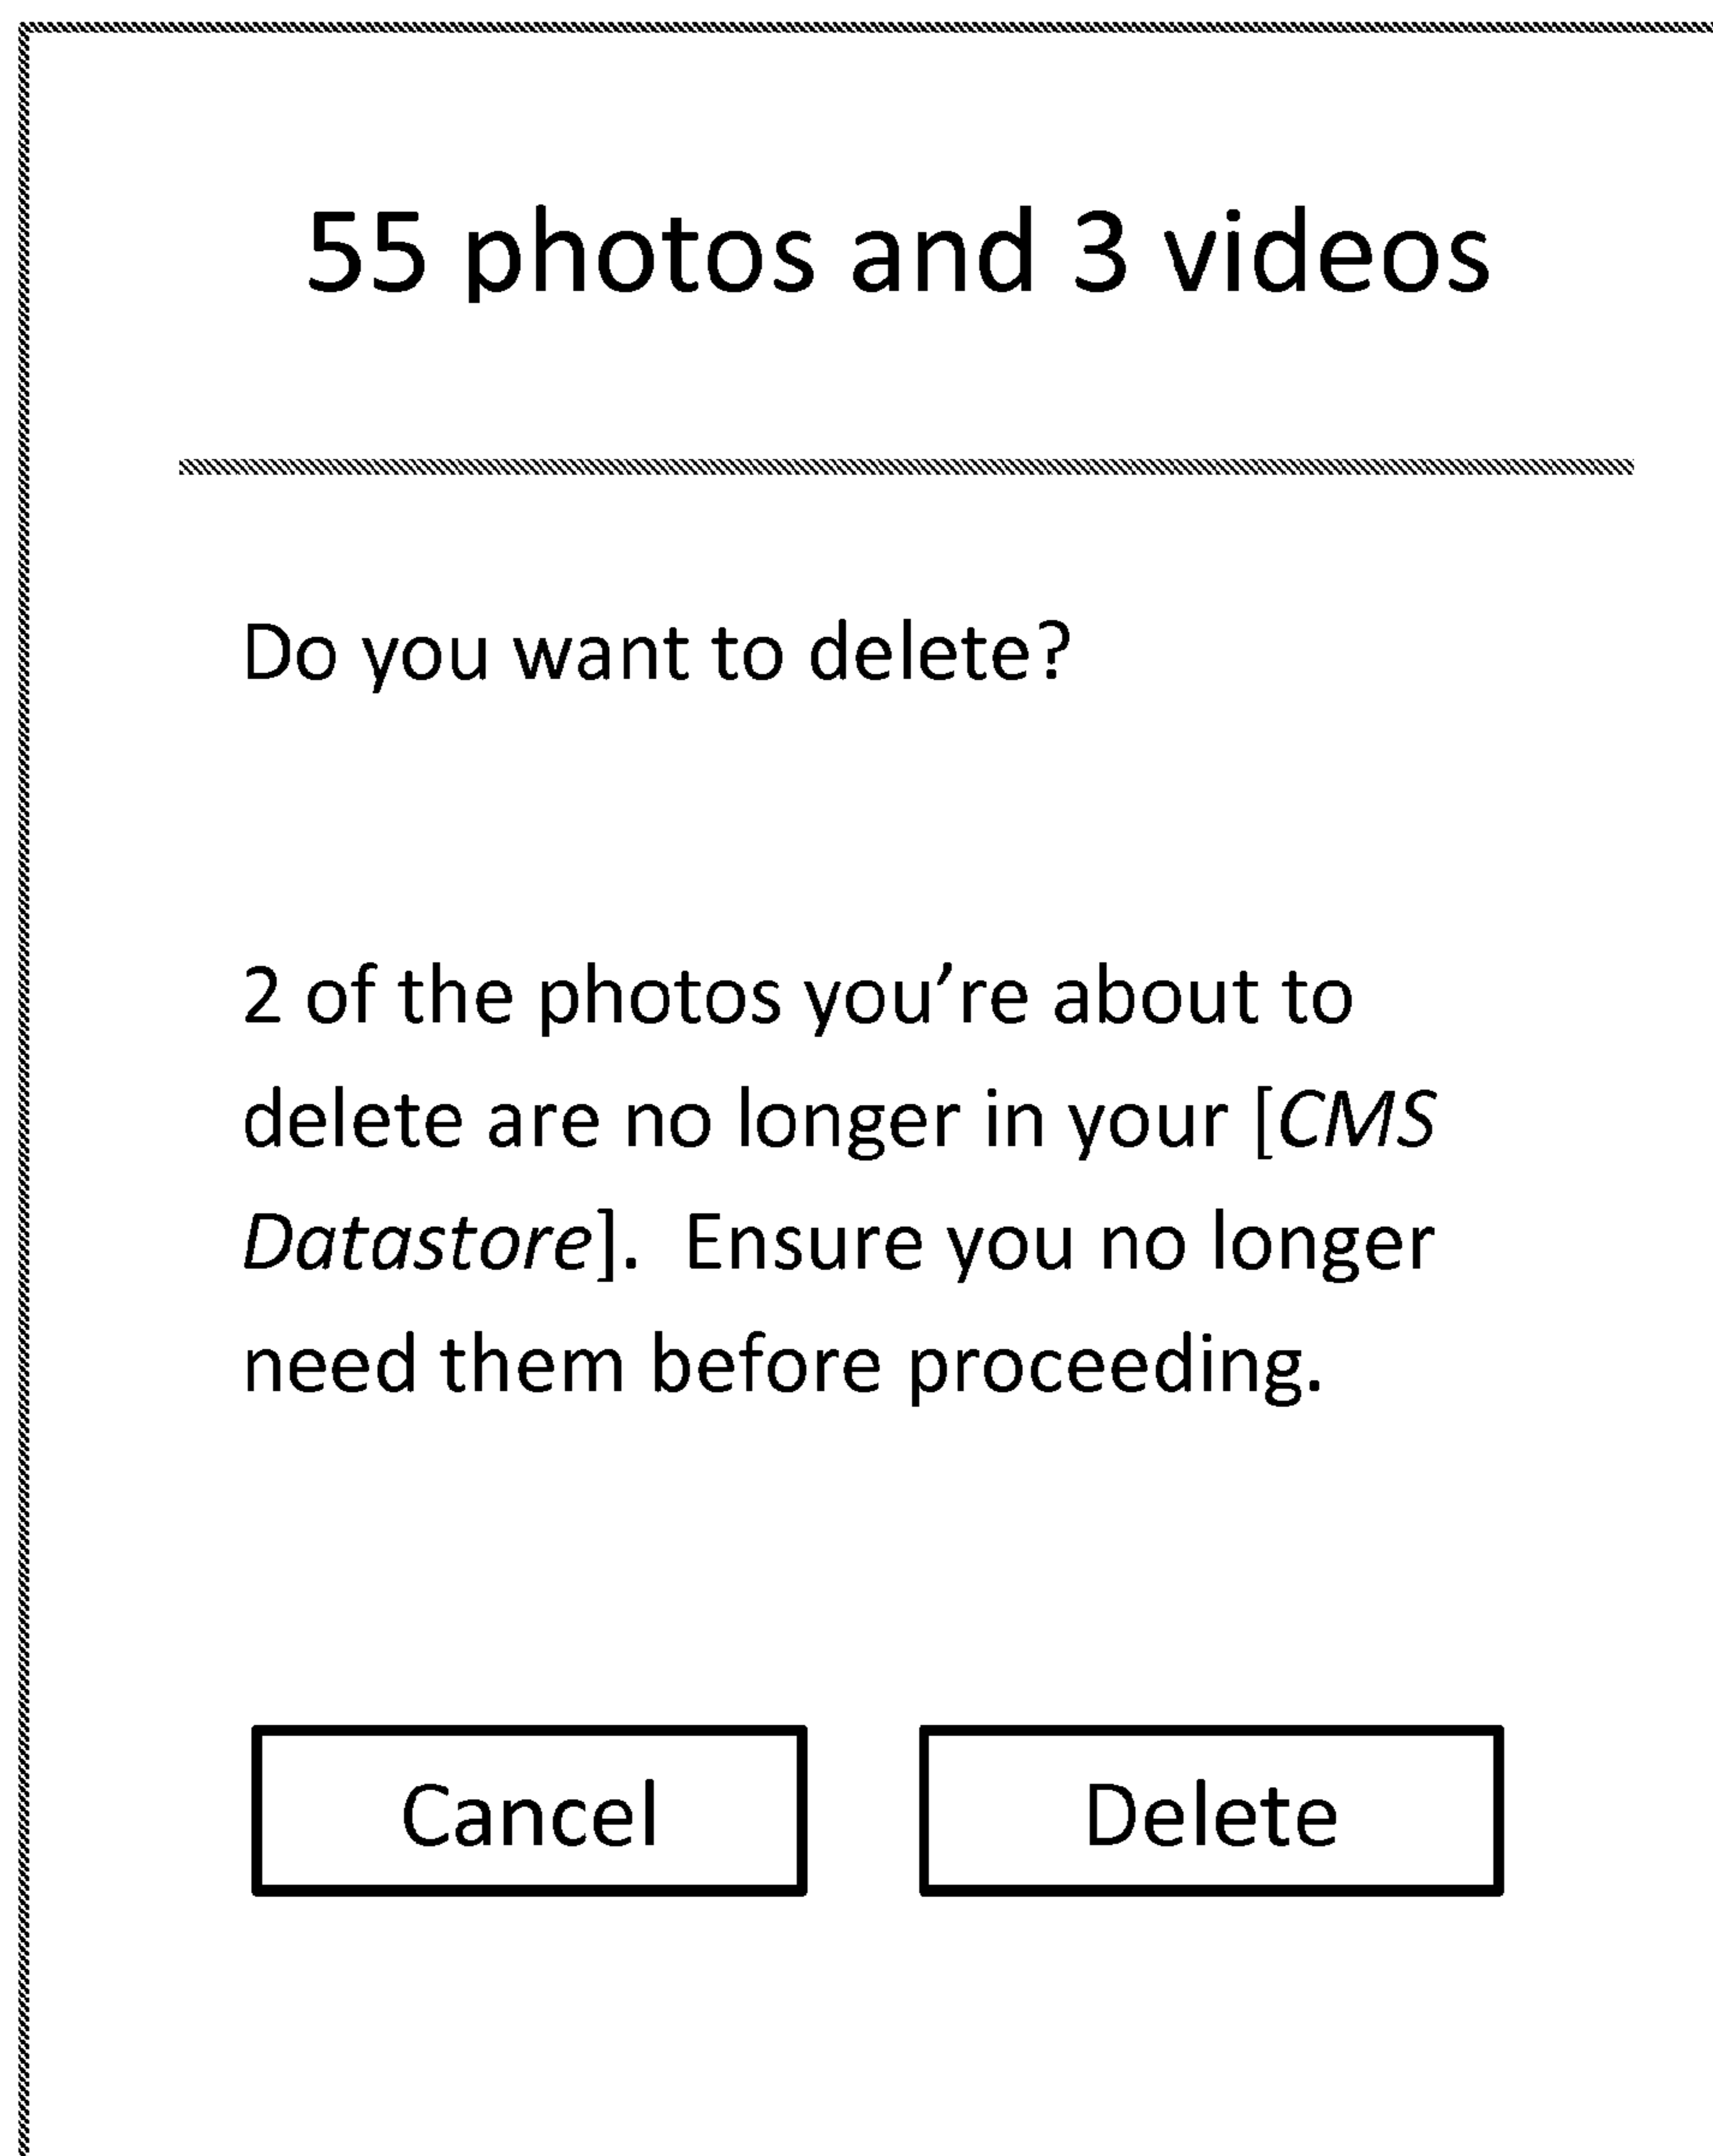 55 photos and 3 videos
Do you want to delete?
2 of the photos you’re about to
delete are no longer in your [CMS
Datastore].  Ensure you no longer
need them before proceeding.
Cancel
Delete